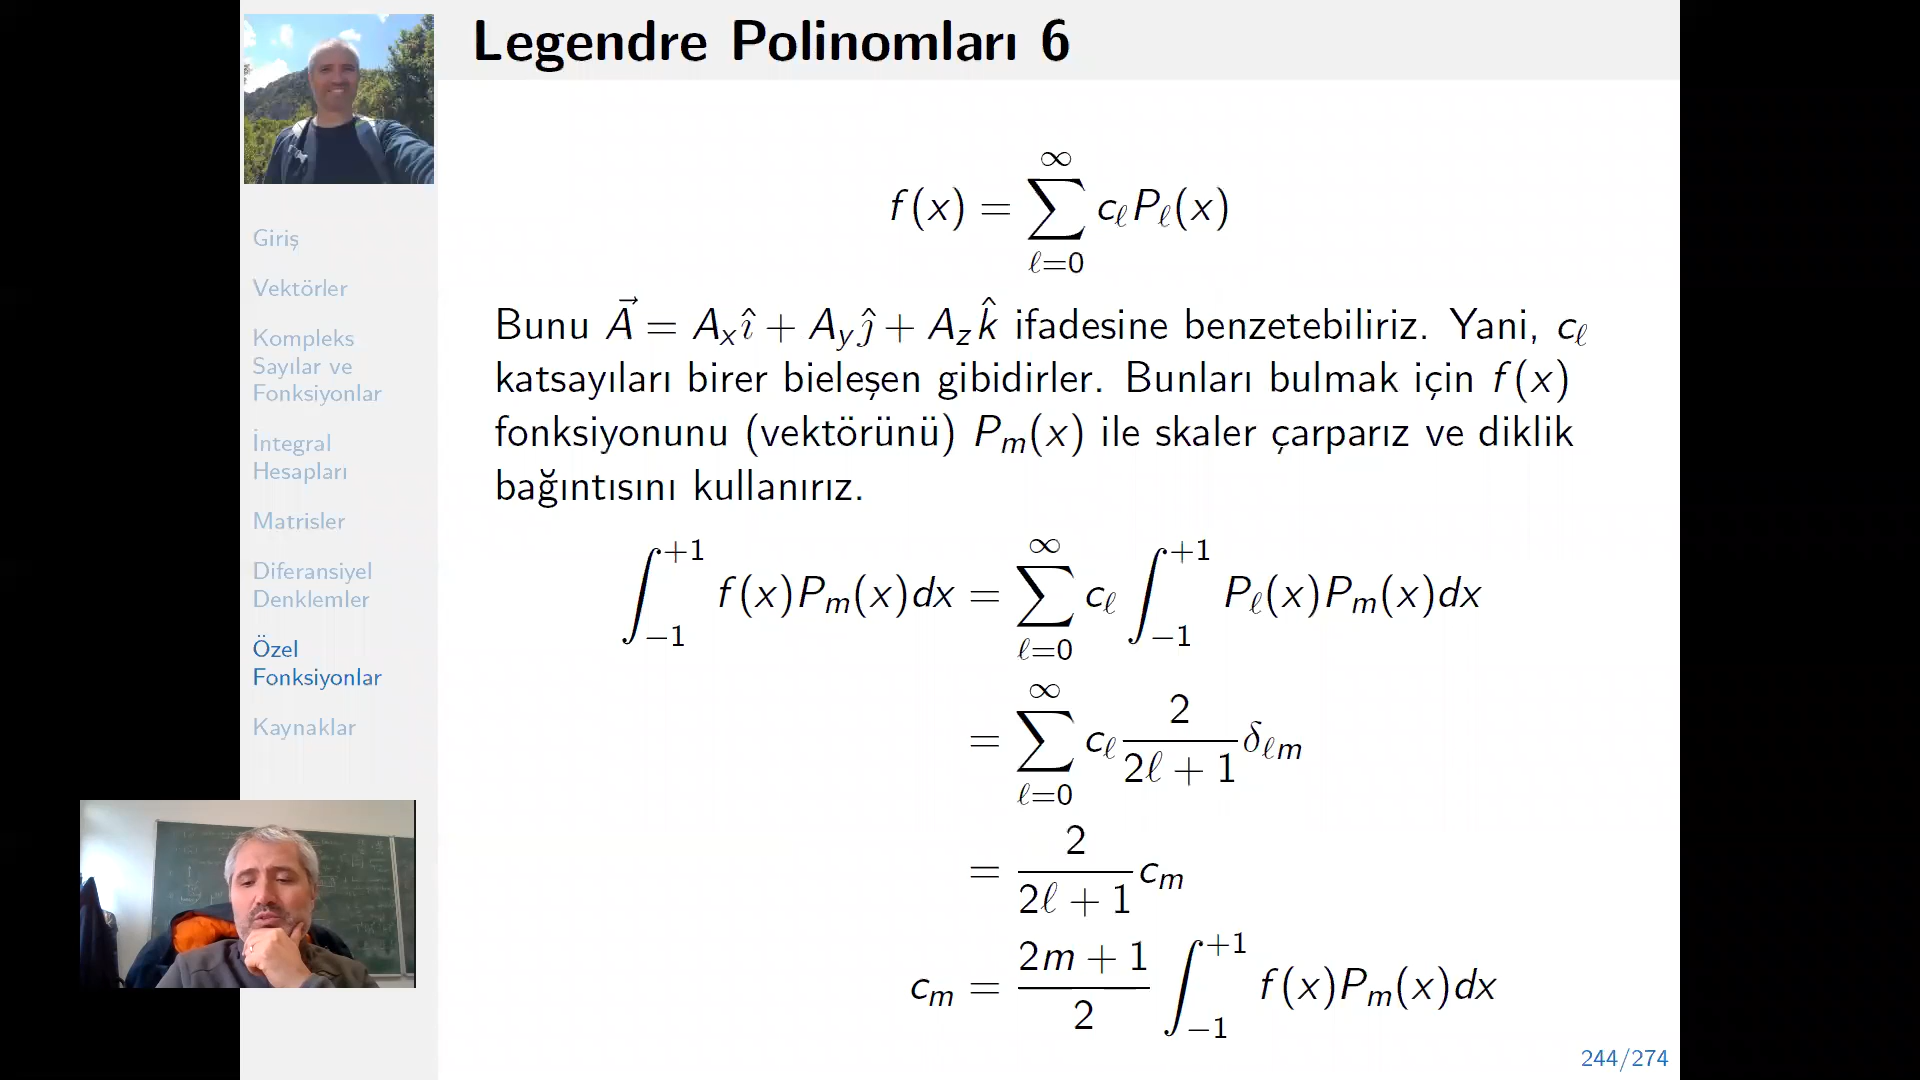 Legendre Polinomları 6
Giriş
Vektörler
Kompleks
Sayılar ve
Fonksiyonlar
İntegral
Hesapları
Matrisler
Diferansiyel
Denklemler
Özel
Fonksiyonlar
Kaynaklar
f(x) = ∑_{ℓ=0}^{∞} c_ℓ P_ℓ(x)
Bunu \vec{A} = A_x î + A_y ĵ + A_z k̂ ifadesine benzetebiliriz. Yani, c_ℓ
katsayıları birer bieleşen gibidirler. Bunları bulmak için f(x)
fonksiyonunu (vektörünü) P_m(x) ile skaler çarparız ve diklik
bağıntısını kullanırız.
∫_{−1}^{+1} f(x)P_m(x)dx = ∑_{ℓ=0}^{∞} c_ℓ ∫_{−1}^{+1} P_ℓ(x)P_m(x)dx
= ∑_{ℓ=0}^{∞} c_ℓ \frac{2}{2ℓ + 1} δ_{ℓm}
= \frac{2}{2ℓ + 1} c_m
c_m = \frac{2m + 1}{2} ∫_{−1}^{+1} f(x)P_m(x)dx
244/274